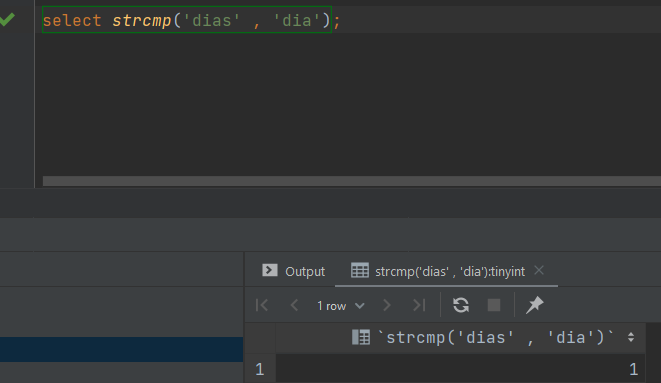 select strcmp('dias' , 'dia');
Output
strcmp('dias' , 'dia'):tinyint
1 row
`strcmp('dias' , 'dia')`
1 1